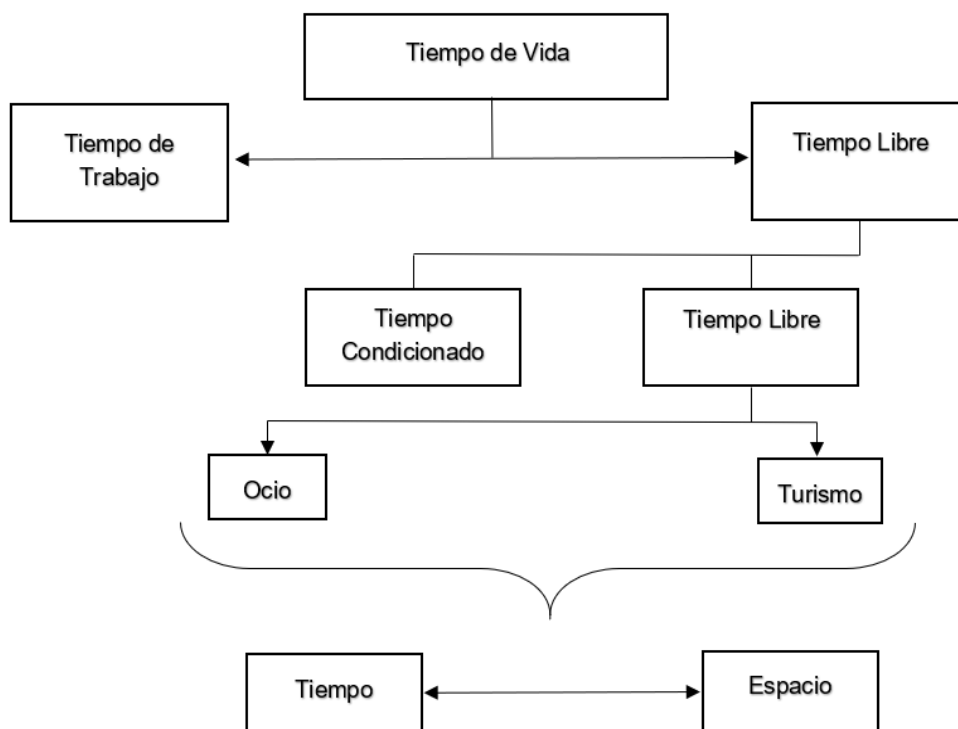 Tiempo de Vida
Tiempo de
Trabajo
Tiempo Libre
Tiempo
Condicionado
Tiempo Libre
Ocio
Turismo
Tiempo
Espacio